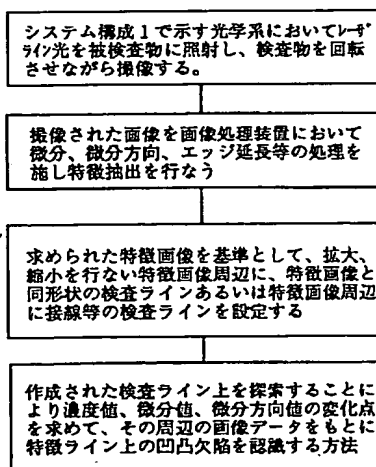 システム構成1で示す光学系においてレーザ
ライン光を被検査物に照射し、検査物を回転
させながら撮像する。
撮像された画像を画像処理装置において
微分、微分方向、エッジ延長等の処理を
施し特徴抽出を行なう
求められた特徴画像を基準として、拡大、
縮小を行ない特徴画像周辺に、特徴画像と
同形状の検査ラインあるいは特徴画像周辺
に接線等の検査ラインを設定する
作成された検査ライン上を探索することに
より濃度値、微分値、微分方向値の変化点
を求めて、その周辺の画像データをもとに
特徴ライン上の凹凸欠陥を認識する方法